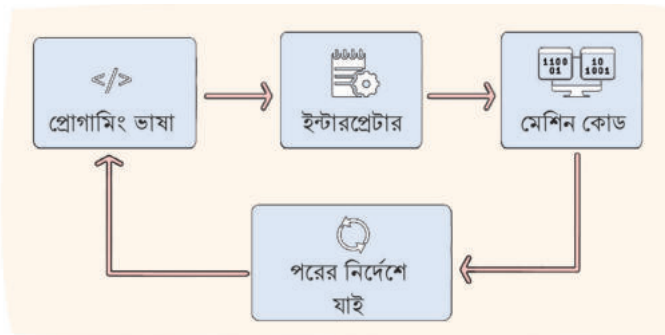 </>
প্রোগামিং ভাষা
ইন্টারপ্রেটার
1100
01
10
1001
মেশিন কোড
পরের নির্দেশে
যাই